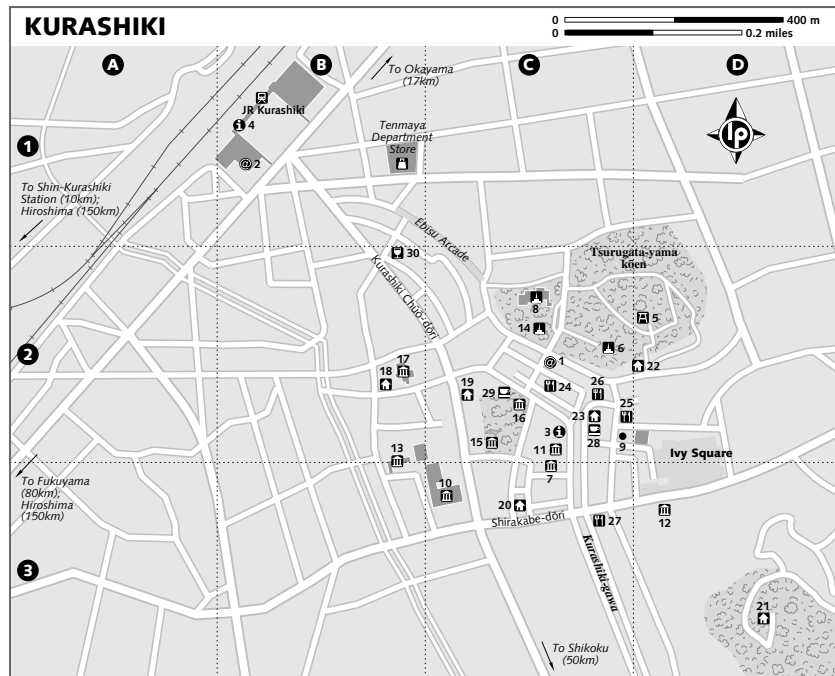 KURASHIKI
0 400 m
0 0.2 miles
A
B
C
D
To Okayama
(17km)
JR Kurashiki
4
Tenmaya
Department
Store
lp
1
@ 2
To Shin-Kurashiki
Station (10km);
Hiroshima (150km)
Ebisu Arcade
30
Tsurugata-yama
kōen
Kurashiki Chūō-dōri
8
5
14
6
2
17
@ 1
22
18
19
29
24
26
16
23
25
3
15
28
9
13
11
Ivy Square
7
To Fukuyama
(80km);
Hiroshima
(150km)
10
20
Shirakabe-dōri
27
12
Kurashiki-gawa
3
21
To Shikoku
(50km)